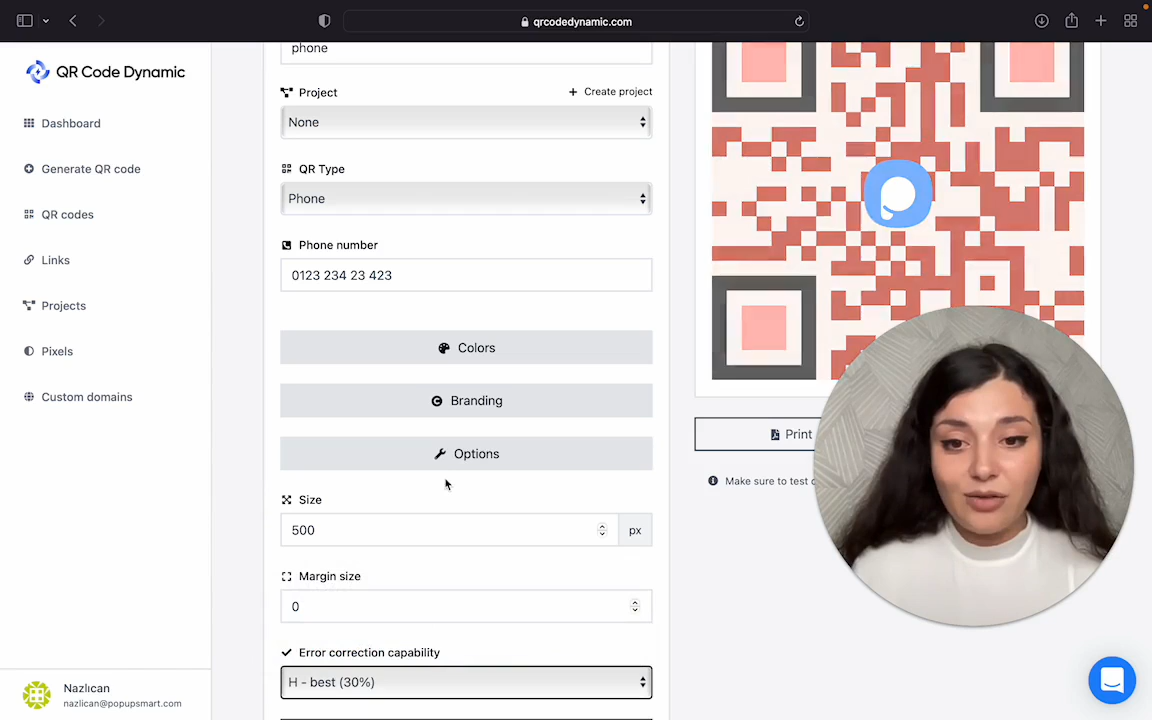 qrcodedynamic.com
QR Code Dynamic
Dashboard
Generate QR code
QR codes
Links
Projects
Pixels
Custom domains
Nazlıcan
nazlican@popupsmart.com
phone
Project
+ Create project
None
QR Type
Phone
Phone number
0123 234 23 423
Colors
Branding
Options
Size
500
px
Margin size
0
Error correction capability
H - best (30%)
Print
Make sure to test